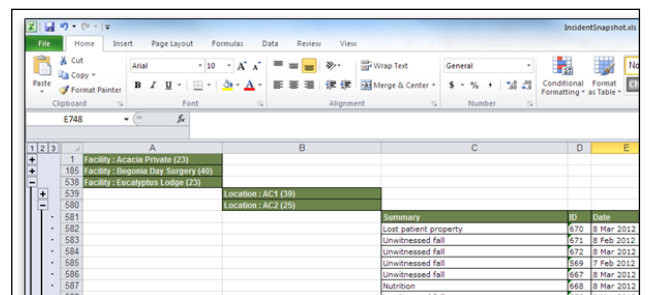 IncidentSnapshot.xls
File Home Insert Page Layout Formulas Data Review View
Cut
Copy
Format Painter
Paste
Clipboard
Arial 10 A A
B I U A
Font
Wrap Text
Merge & Center
Alignment
General
$ % ,
Number
Conditional Formatting
Format as Table
No
E748 fx
1 2 3 A B C D E
1 Facility : Acacia Private (23)
185 Facility : Begonia Day Surgery (40)
538 Facility : Eucalyptus Lodge (23)
539 Location : AC1 (39)
580 Location : AC2 (25)
581 Summary ID Date
582 Lost patient property 670 8 Mar 2012
583 Unwitnessed fall 671 8 Feb 2012
584 Unwitnessed fall 672 8 Mar 2012
585 Unwitnessed fall 569 7 Feb 2012
586 Unwitnessed fall 667 8 Mar 2012
587 Nutrition 668 8 Mar 2012